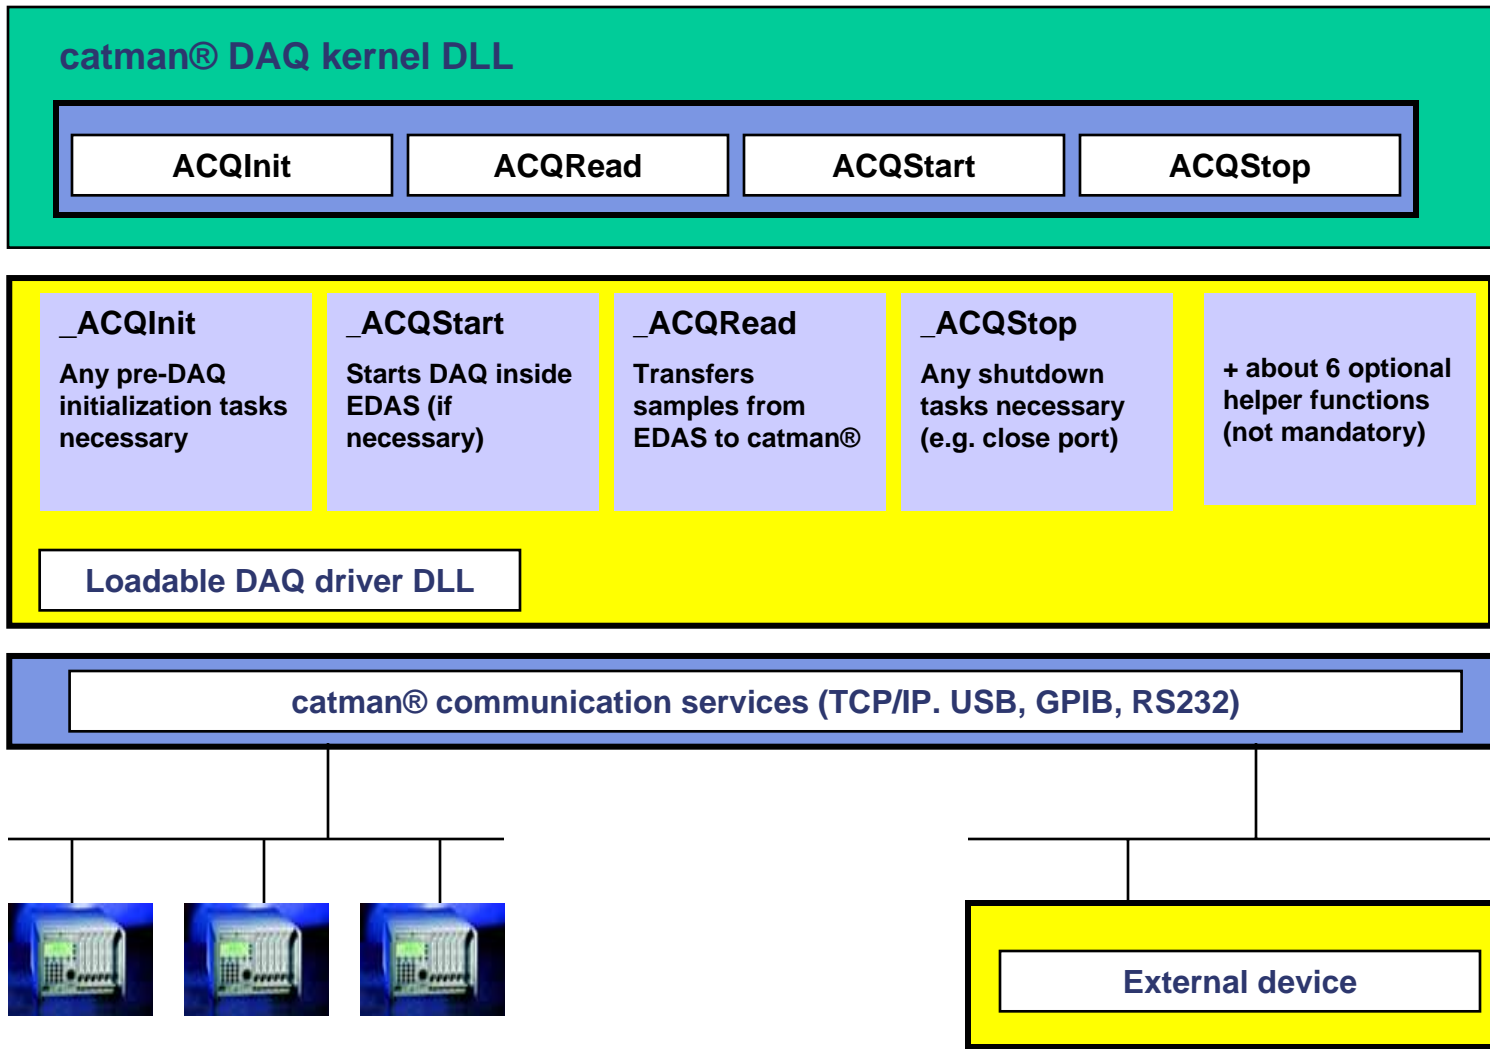 catman® DAQ kernel DLL
ACQInit
ACQRead
ACQStart
ACQStop
_ACQInit
Any pre-DAQ
initialization tasks
necessary
_ACQStart
Starts DAQ inside
EDAS (if
necessary)
_ACQRead
Transfers
samples from
EDAS to catman®
_ACQStop
Any shutdown
tasks necessary
(e.g. close port)
+ about 6 optional
helper functions
(not mandatory)
Loadable DAQ driver DLL
catman® communication services (TCP/IP. USB, GPIB, RS232)
External device